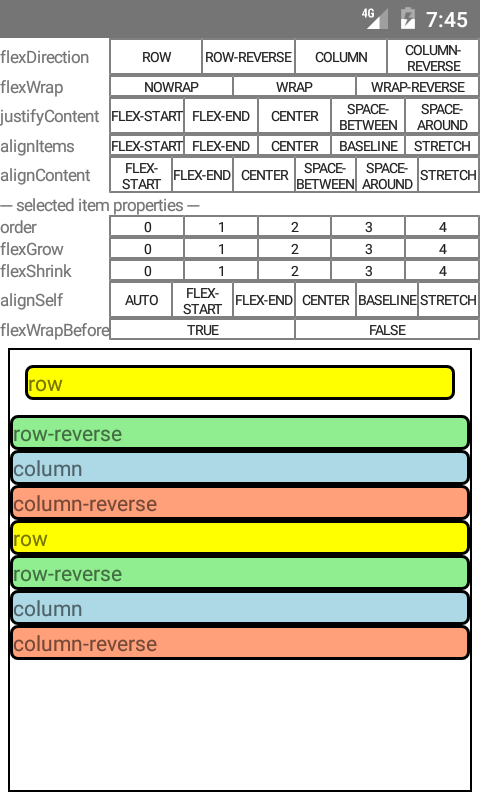 4G 7:45
flexDirection ROW ROW-REVERSE COLUMN COLUMN-REVERSE
flexWrap NOWRAP WRAP WRAP-REVERSE
justifyContent FLEX-START FLEX-END CENTER SPACE-BETWEEN SPACE-AROUND
alignItems FLEX-START FLEX-END CENTER BASELINE STRETCH
alignContent FLEX-START FLEX-END CENTER SPACE-BETWEEN SPACE-AROUND STRETCH
--- selected item properties ---
order 0 1 2 3 4
flexGrow 0 1 2 3 4
flexShrink 0 1 2 3 4
alignSelf AUTO FLEX-START FLEX-END CENTER BASELINE STRETCH
flexWrapBefore TRUE FALSE
row
row-reverse
column
column-reverse
row
row-reverse
column
column-reverse